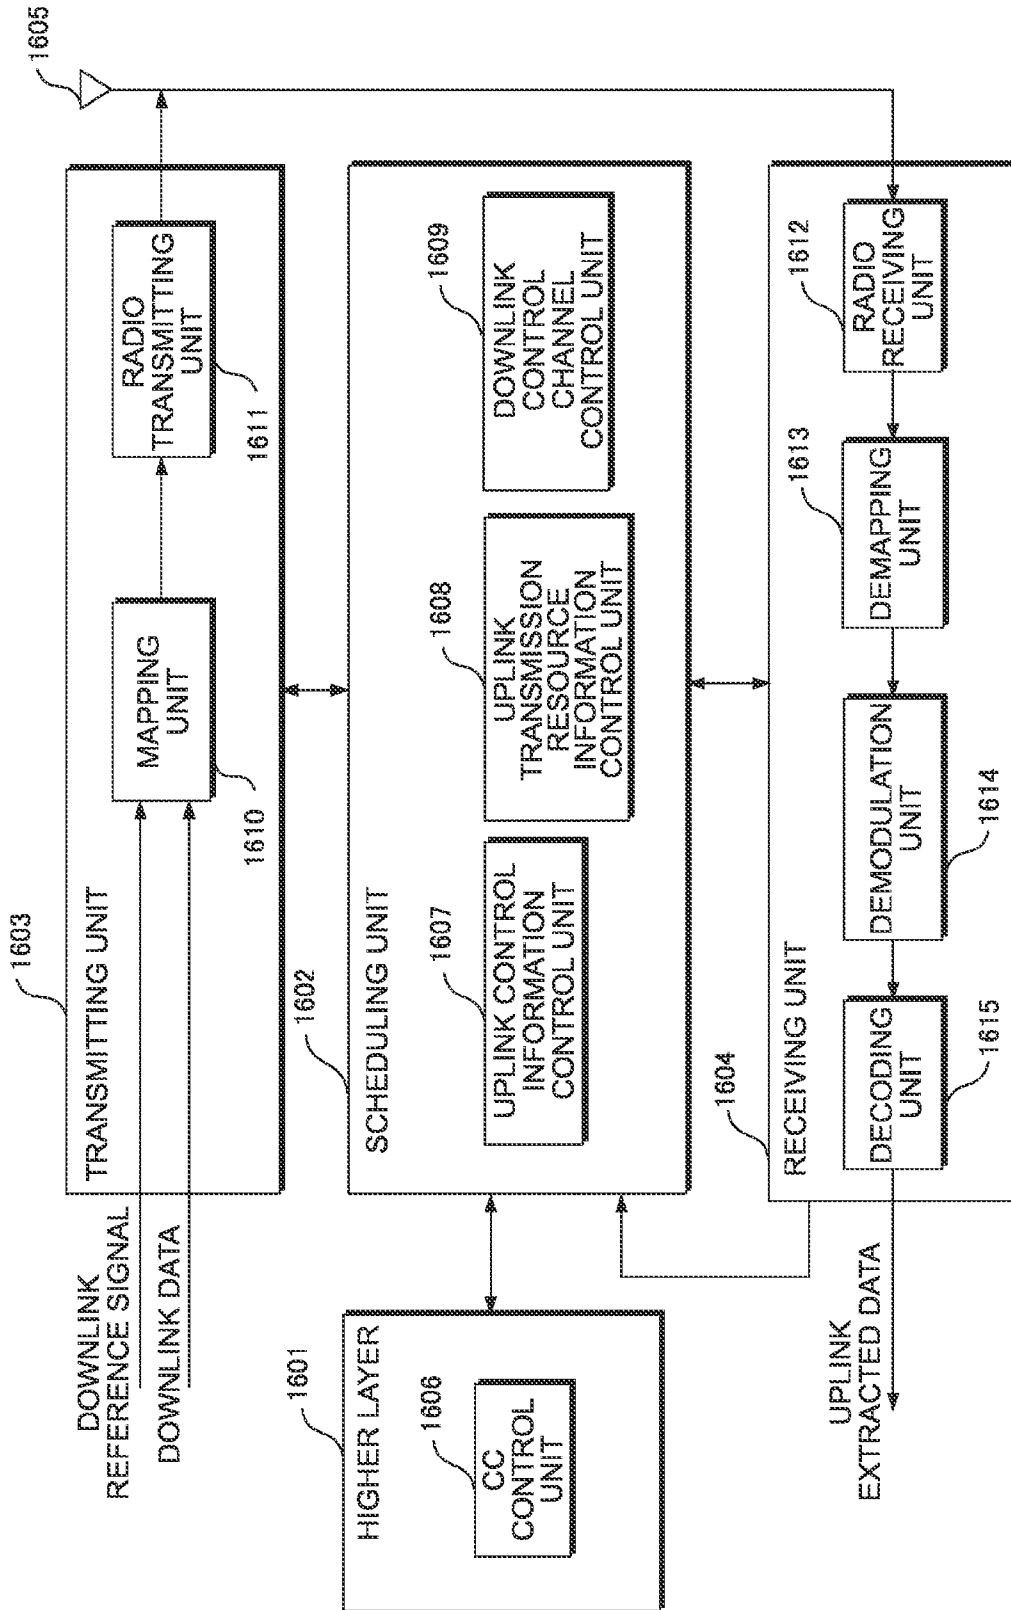 DOWNLINK
REFERENCE SIGNAL
DOWNLINK DATA
1603
TRANSMITTING UNIT
MAPPING
UNIT
1610
RADIO
TRANSMITTING
UNIT
1611
1605
1601
HIGHER LAYER
1606
CC
CONTROL
UNIT
1602
SCHEDULING UNIT
1607
UPLINK CONTROL
INFORMATION
CONTROL UNIT
1608
UPLINK
TRANSMISSION
RESOURCE
INFORMATION
CONTROL UNIT
1609
DOWNLINK
CONTROL
CHANNEL
CONTROL UNIT
1604
RECEIVING UNIT
UPLINK
EXTRACTED DATA
DECODING
UNIT
1615
DEMODULATION
UNIT
1614
1613
DEMAPPING
UNIT
1612
RADIO
RECEIVING
UNIT